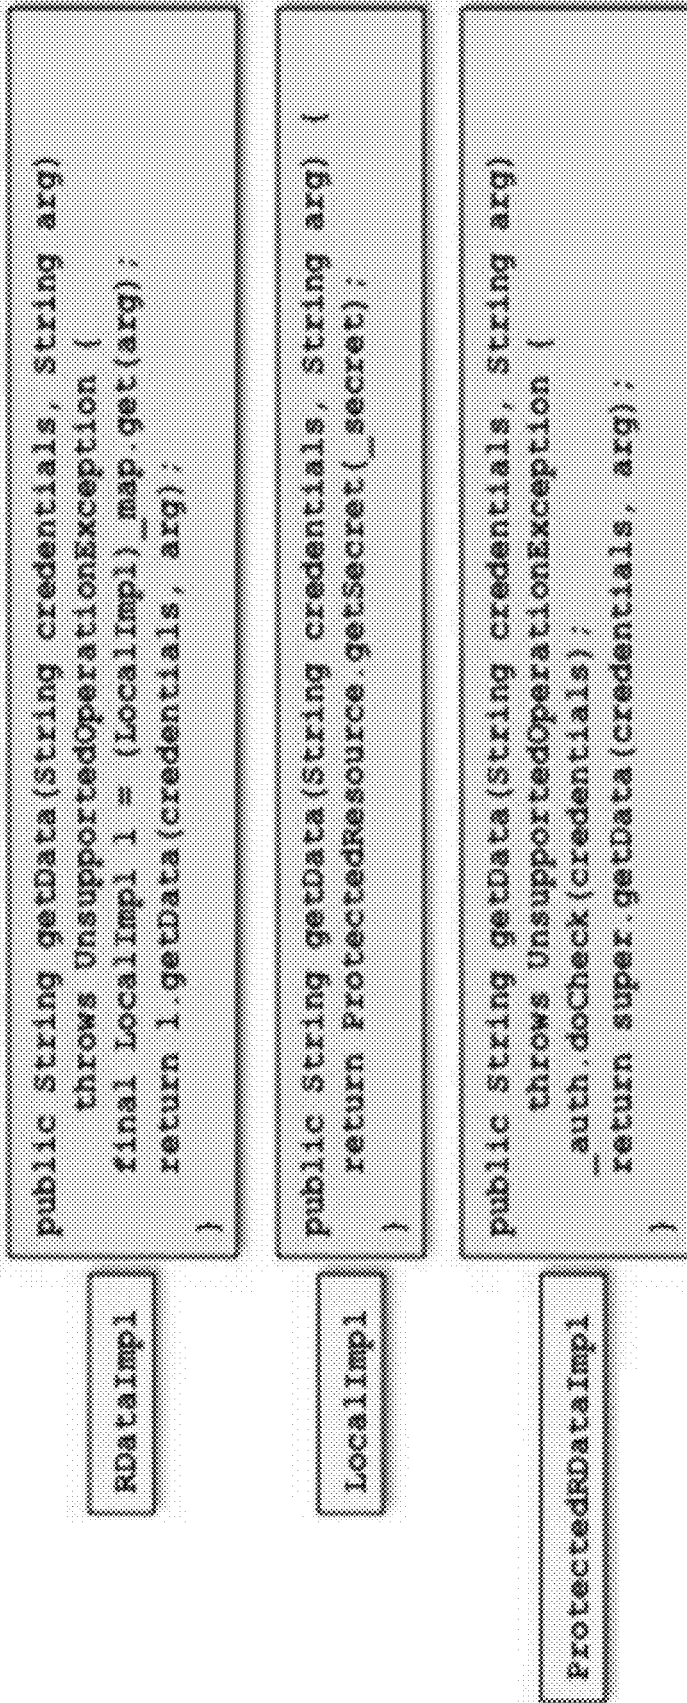 RDataImpl
public String getData(String credentials, String arg)
throws UnsupportedOperationException {
final LocalImpl l = (LocalImpl)_map.get(arg);
return l.getData(credentials, arg);
}
LocalImpl
public String getData(String credentials, String arg) {
return ProtectedResource.getSecret(_secret);
}
ProtectedRDataImpl
public String getData(String credentials, String arg)
throws UnsupportedOperationException {
_auth.doCheck(credentials);
return super.getData(credentials, arg);
}